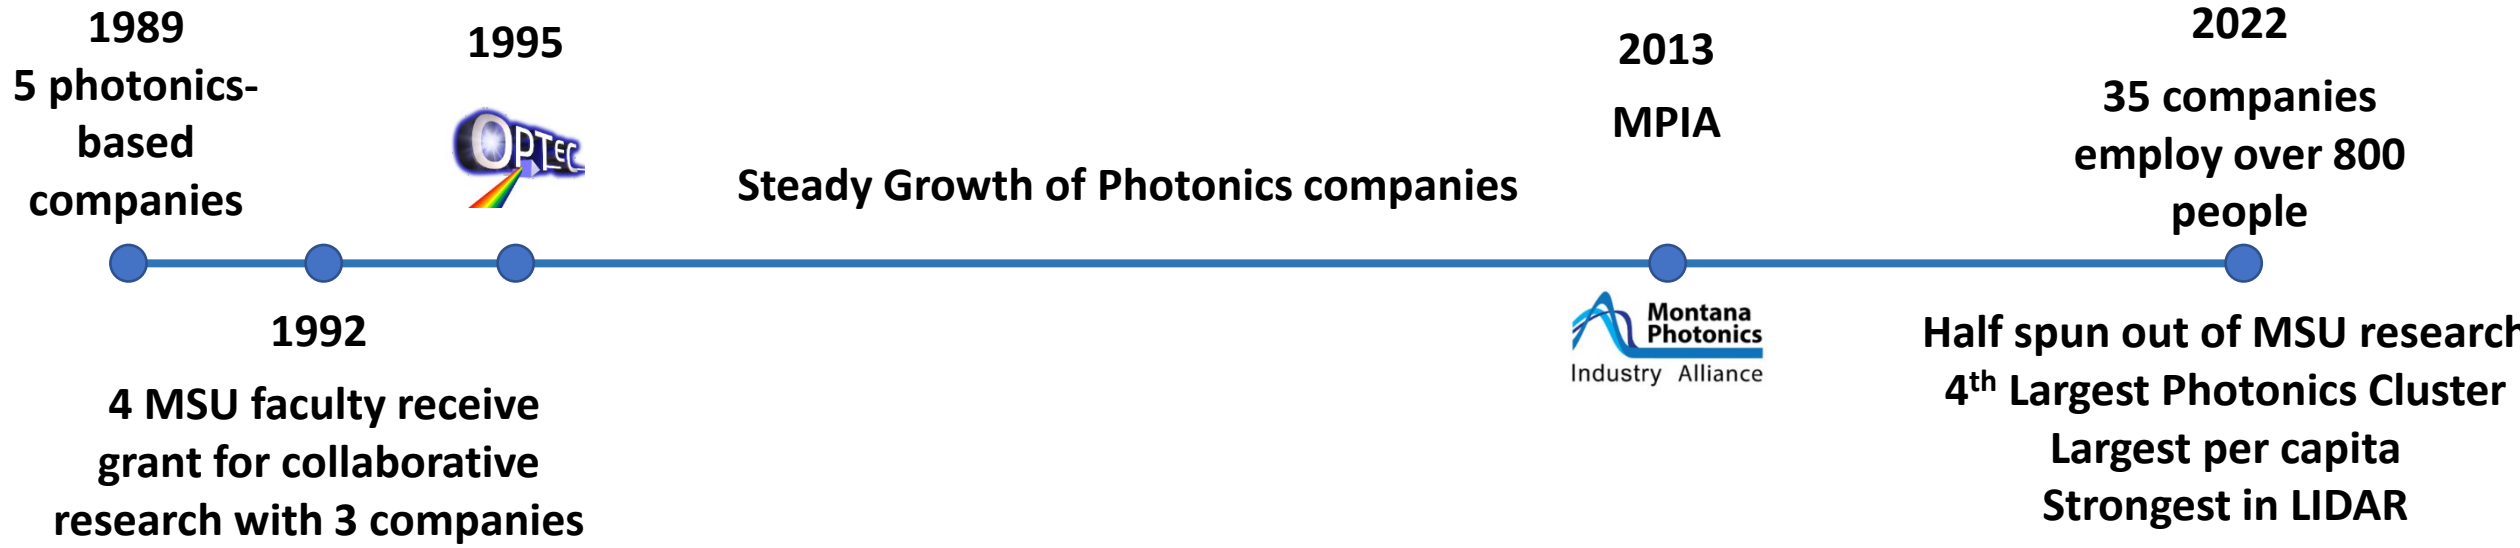 1989
5 photonics-
based
companies
1992
4 MSU faculty receive
grant for collaborative
research with 3 companies
1995
OPTEC
Steady Growth of Photonics companies
2013
MPIA
Montana
Photonics
Industry Alliance
2022
35 companies
employ over 800
people
Half spun out of MSU research
4th Largest Photonics Cluster
Largest per capita
Strongest in LIDAR